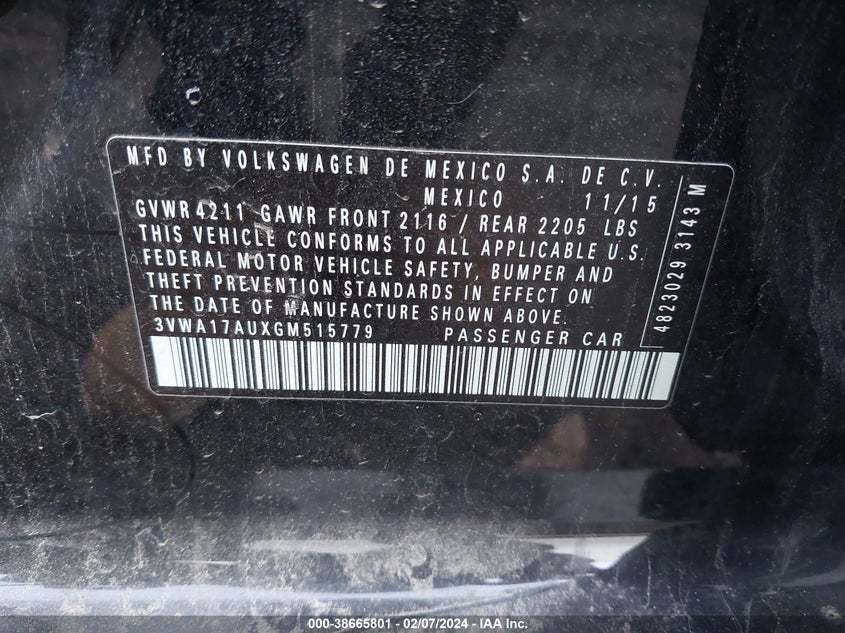 MFD BY VOLKSWAGEN DE MEXICO S.A. DE C.V.
MEXICO 11/15
GVWR 4211 GAWR FRONT 2116 / REAR 2205 LBS
THIS VEHICLE CONFORMS TO ALL APPLICABLE U.S.
FEDERAL MOTOR VEHICLE SAFETY, BUMPER AND
THEFT PREVENTION STANDARDS IN EFFECT ON
THE DATE OF MANUFACTURE SHOWN ABOVE.
3VWA17AUXGM515779 PASSENGER CAR
4823029 3143 M
000-38665801 - 02/07/2024 - IAA Inc.